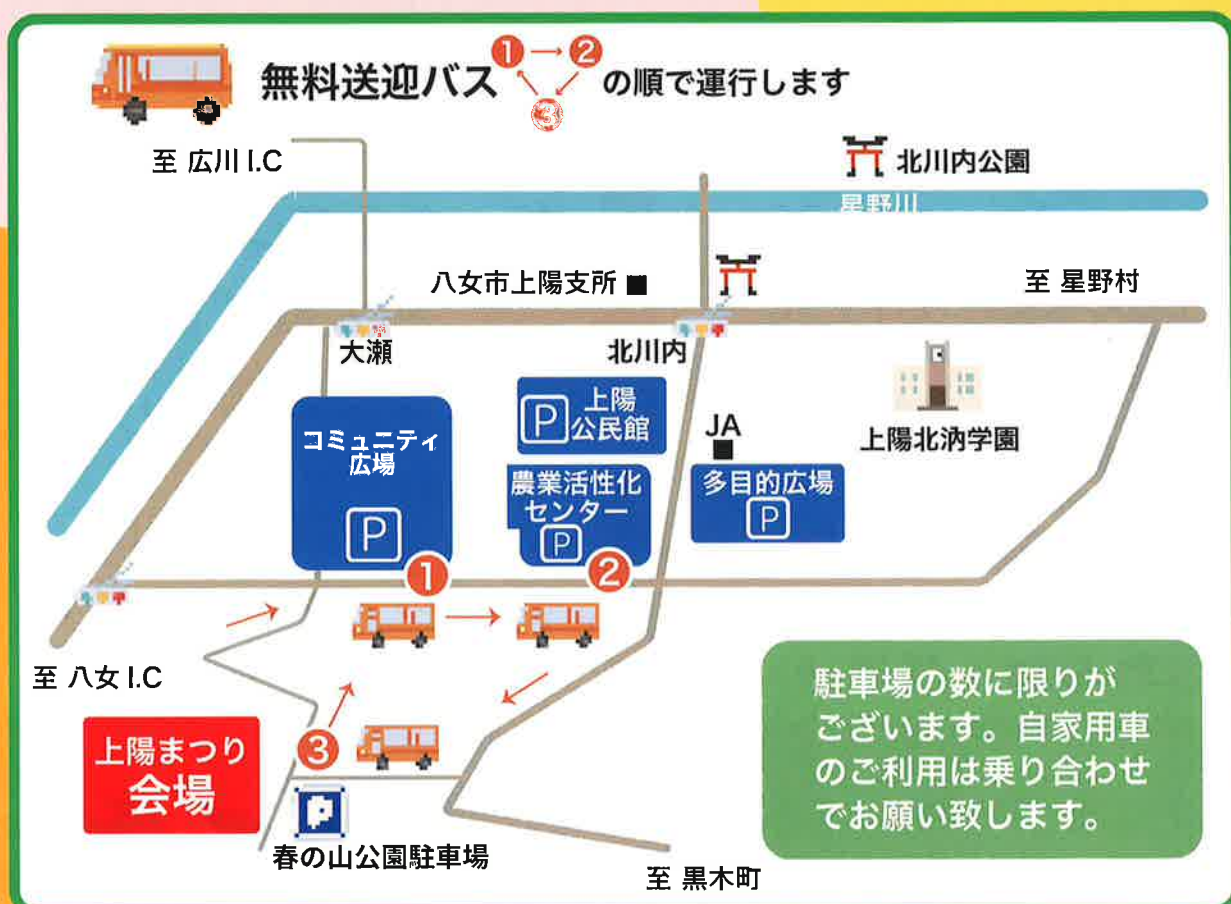 無料送迎バス ①→②→③ の順で運行します
至 広川I.C
北川内公園
星野川
八女市上陽支所
至 星野村
大瀬
北川内
コミュニティ
広場
P
上陽
公民館
P
JA
上陽北汭学園
農業活性化
センター
P
多目的広場
P
①
②
至 八女I.C
上陽まつり
会場
③
P
春の山公園駐車場
至 黒木町
駐車場の数に限りが
ございます。自家用車
のご利用は乗り合わせ
でお願い致します。